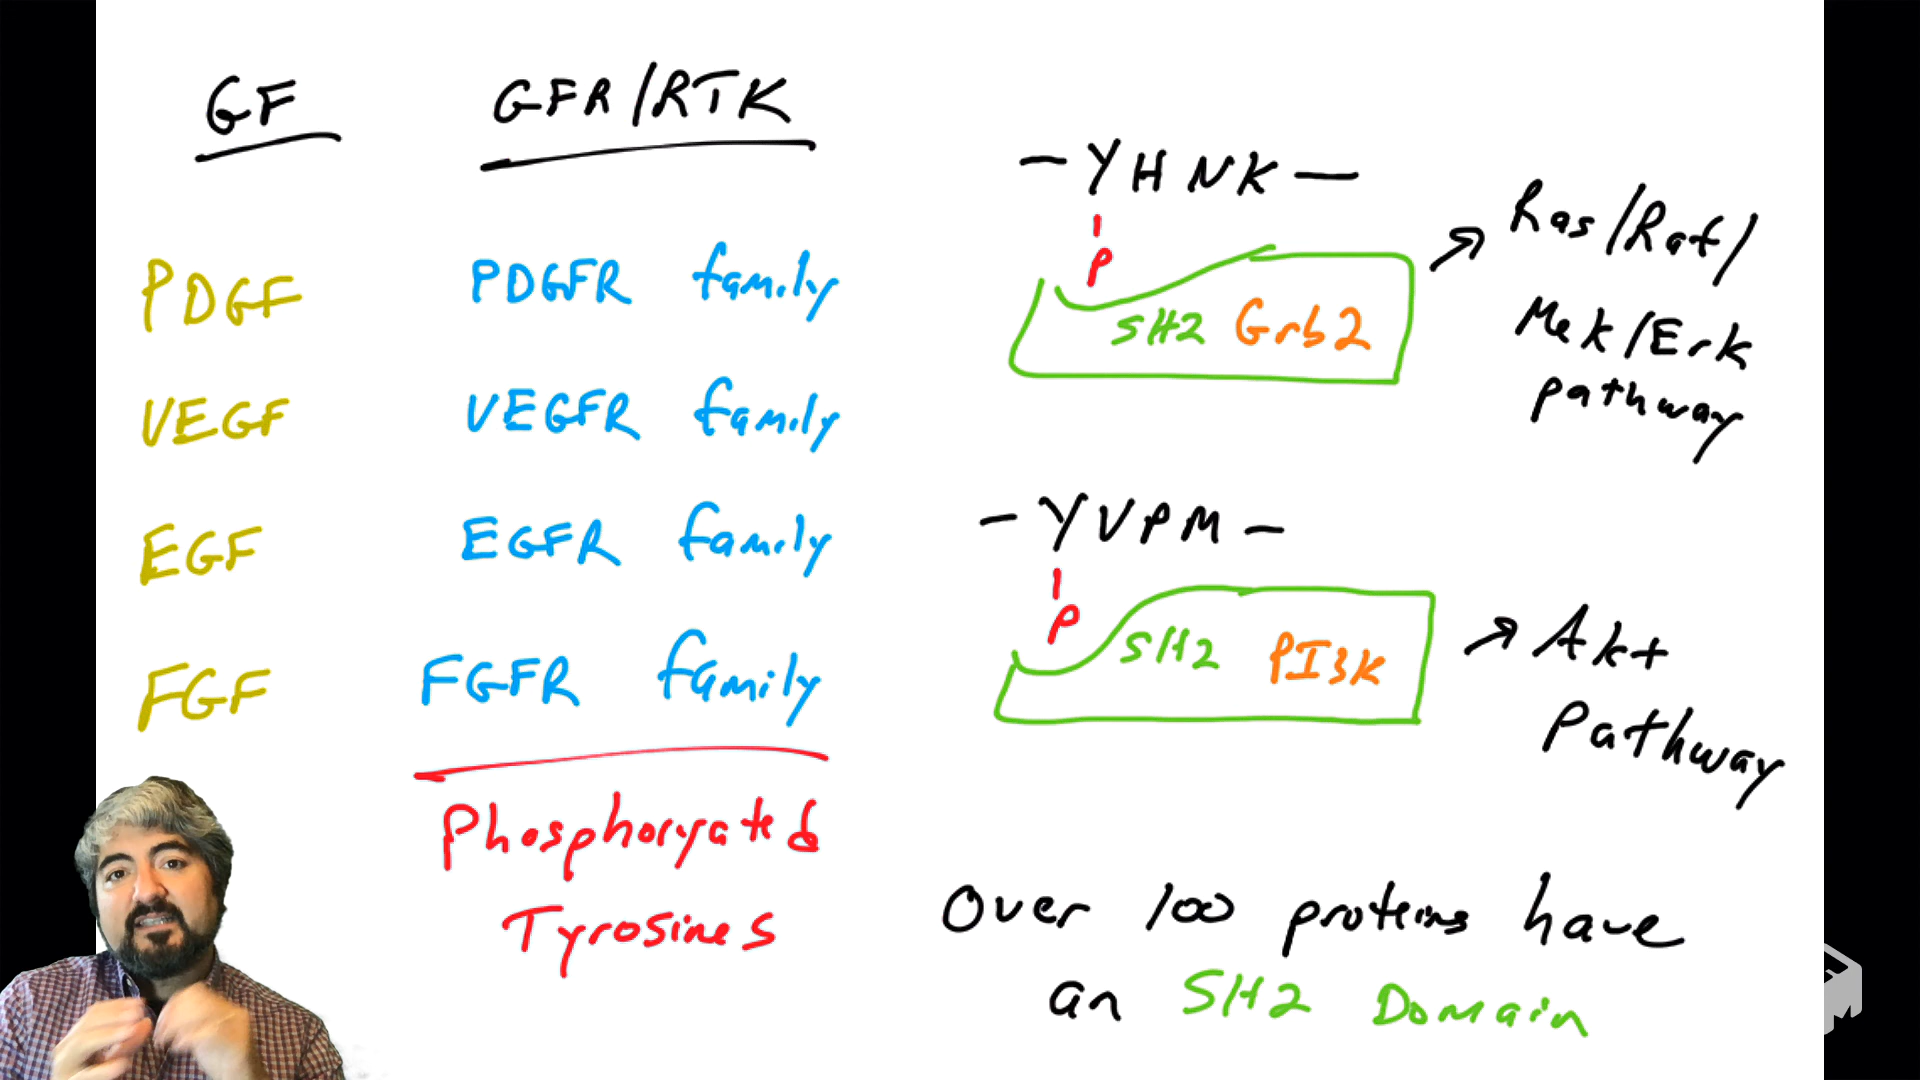 GF
GFR/RTK
PDGF
PDGFR family
VEGF
VEGFR family
EGF
EGFR family
FGF
FGFR family
Phosphoryated
Tyrosines
-YHNK-
P
SH2 Grb2
Ras/Raf/
Mek/Erk
pathway
-YVPM-
P
SH2 PI3K
Akt
Pathway
Over 100 proteins have
an SH2 Domain